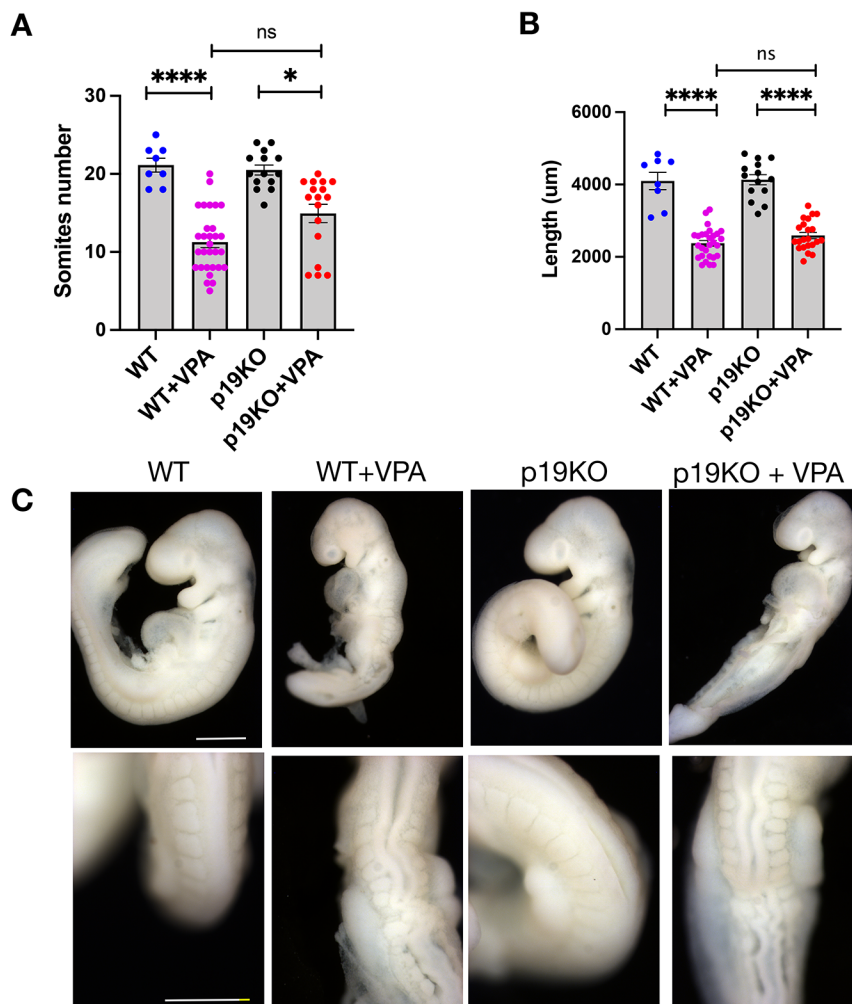 A
ns
****
*
30
20
10
0
Somites number
WT
WT+VPA
p19KO
p19KO+VPA
B
ns
****
****
6000
4000
2000
0
Length (um)
WT
WT+VPA
p19KO
p19KO+VPA
C
WT
WT+VPA
p19KO
p19KO + VPA